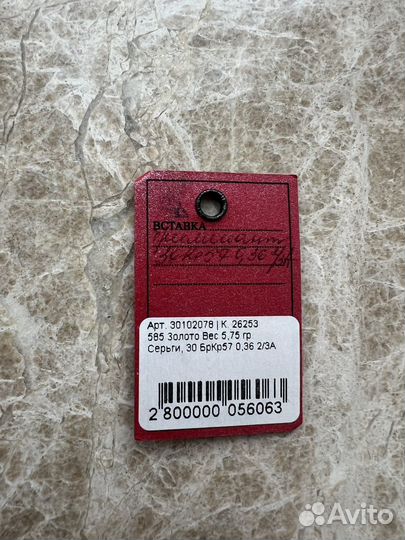 ВСТАВКА
бриллиант
30 Кр57 0,36 2/3А
Арт. 30102078 | К. 26253
585 Золото Вес 5,75 гр
Серьги, 30 БрКр57 0,36 2/3А
2 800000 056063
Avito